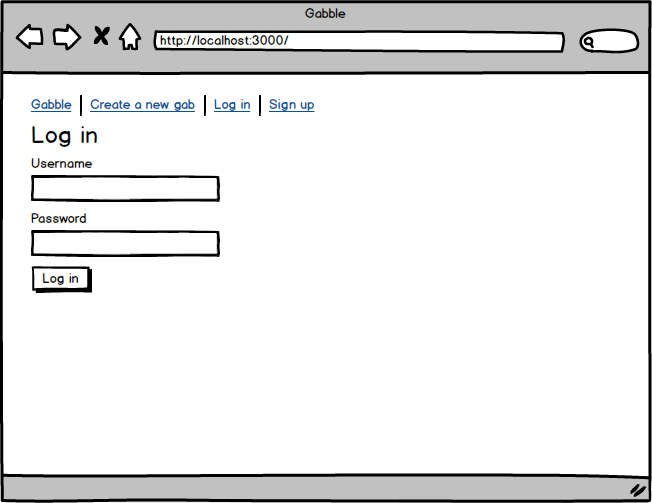 Gabble
http://localhost:3000/
Gabble | Create a new gab | Log in | Sign up
Log in
Username
Password
Log in